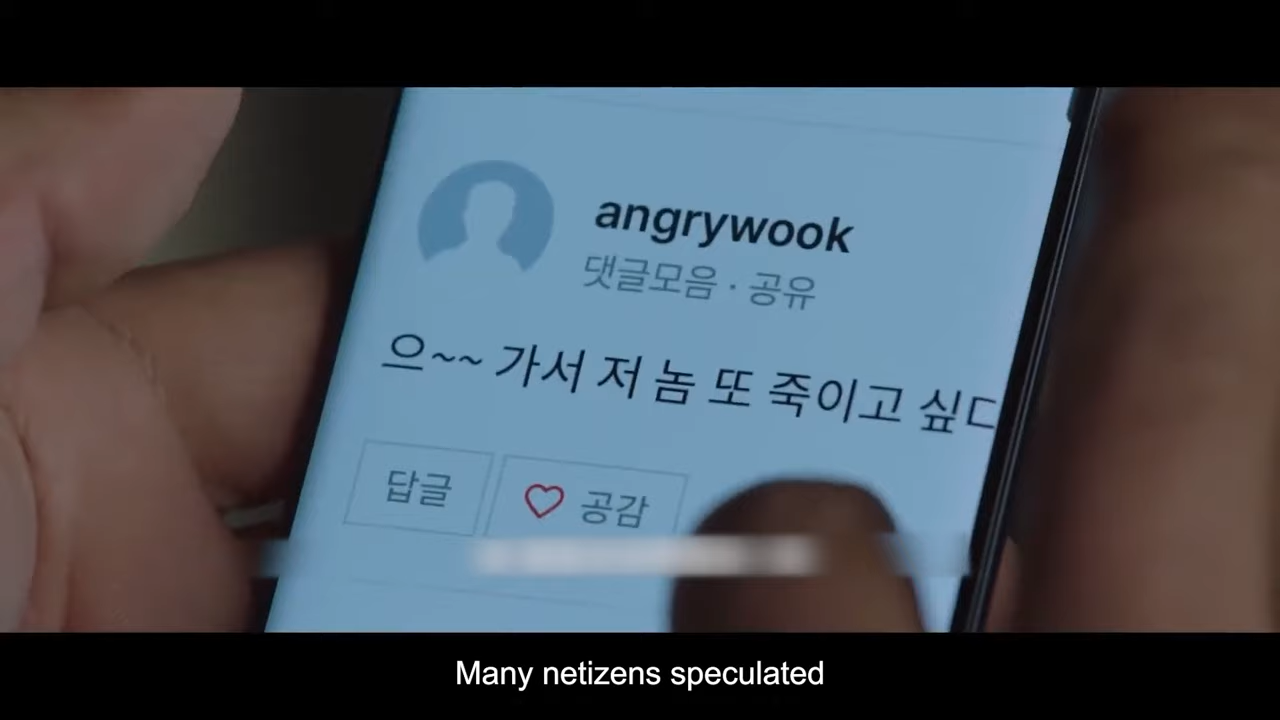 angrywook
댓글모음 · 공유
으~~ 가서 저 놈 또 죽이고 싶
답글 ♡ 공감
Many netizens speculated